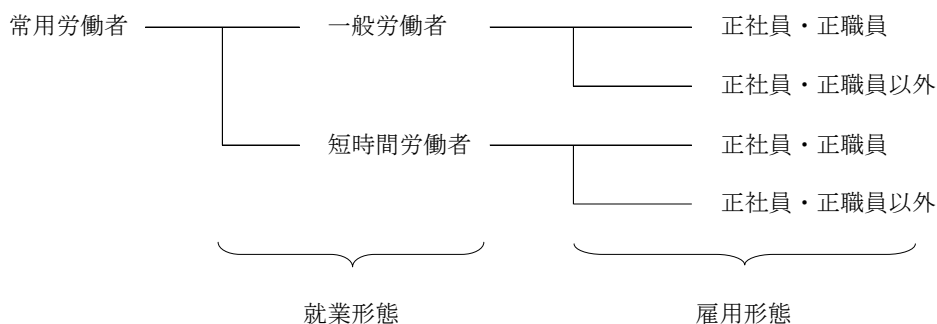 常用労働者 一般労働者 正社員・正職員
正社員・正職員以外
短時間労働者 正社員・正職員
正社員・正職員以外
就業形態 雇用形態